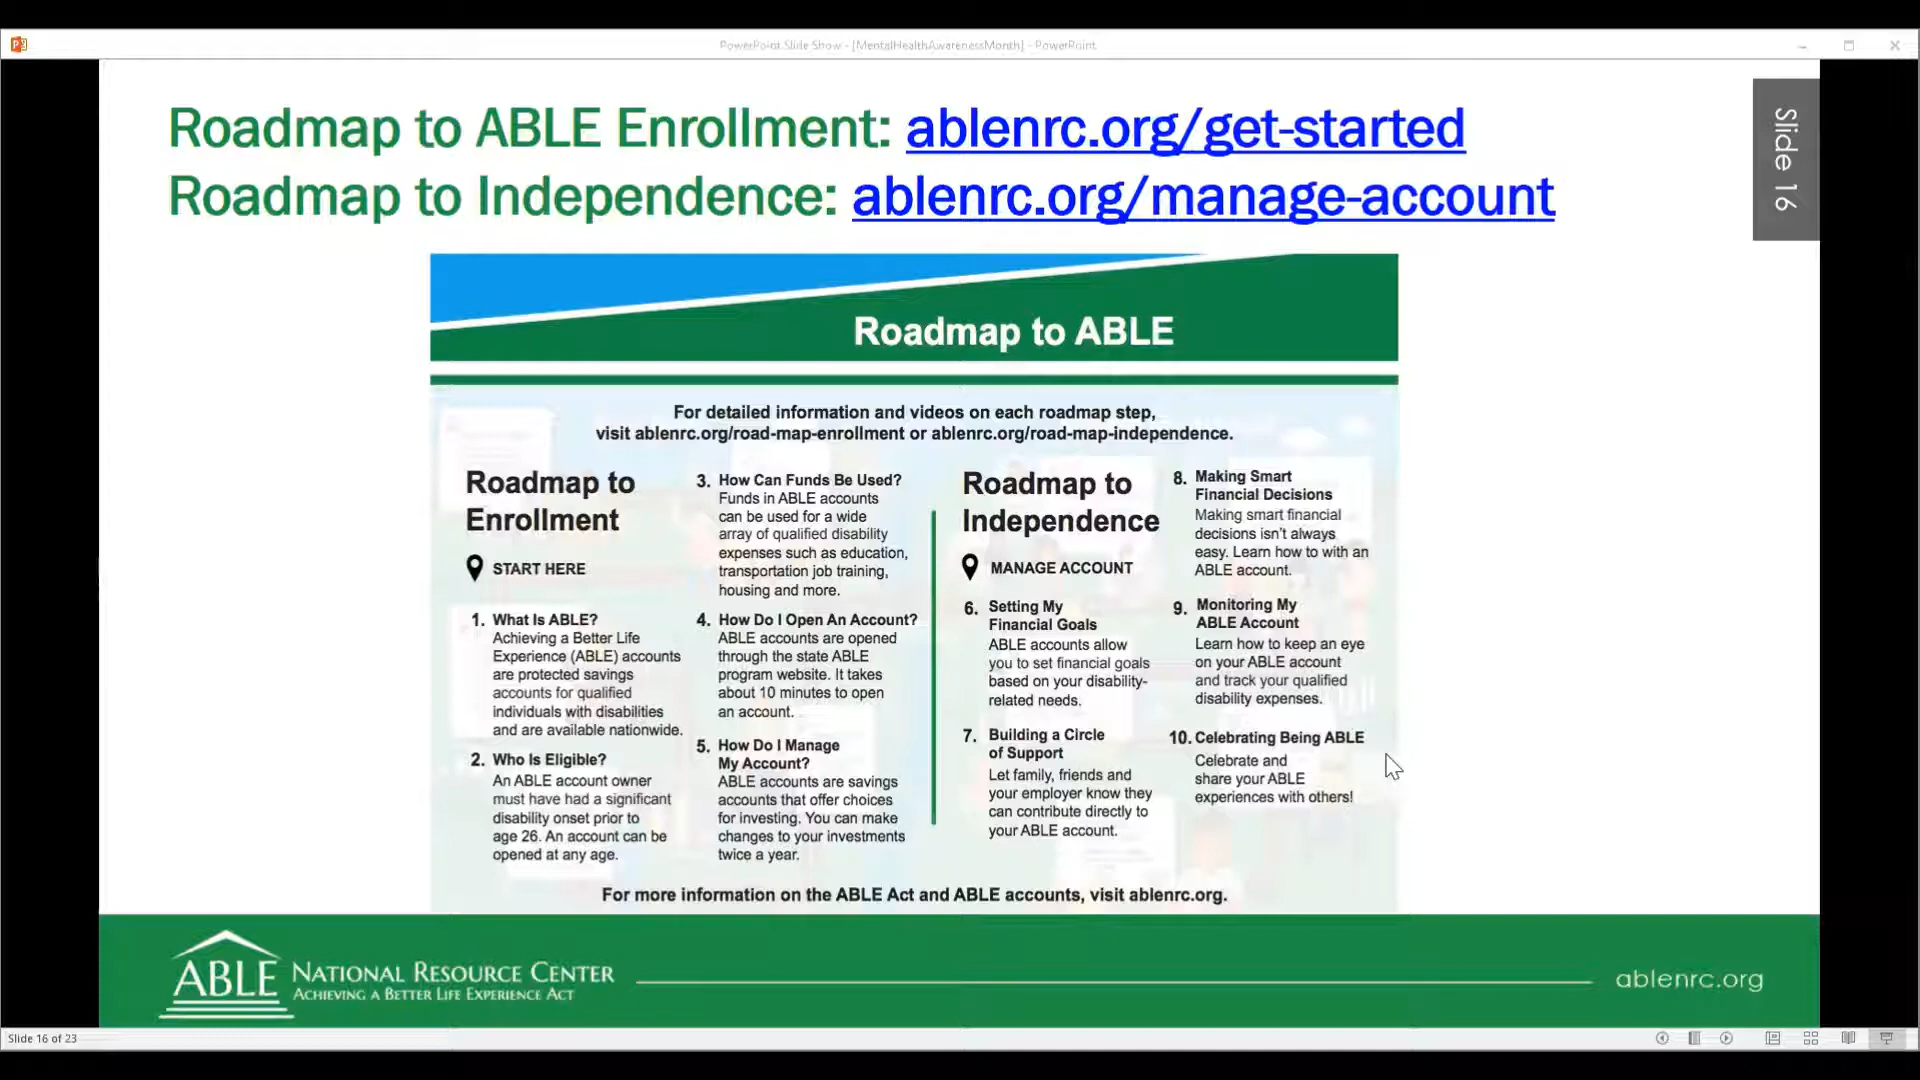 PowerPoint Slide Show - [MentalHealthAwarenessMonth] - PowerPoint
Roadmap to ABLE Enrollment: ablenrc.org/get-started
Roadmap to Independence: ablenrc.org/manage-account
Slide 16
Roadmap to ABLE
For detailed information and videos on each roadmap step,
visit ablenrc.org/road-map-enrollment or ablenrc.org/road-map-independence.
Roadmap to
Enrollment
START HERE
1. What Is ABLE?
Achieving a Better Life
Experience (ABLE) accounts
are protected savings
accounts for qualified
individuals with disabilities
and are available nationwide.
2. Who Is Eligible?
An ABLE account owner
must have had a significant
disability onset prior to
age 26. An account can be
opened at any age.
3. How Can Funds Be Used?
Funds in ABLE accounts
can be used for a wide
array of qualified disability
expenses such as education,
transportation job training,
housing and more.
4. How Do I Open An Account?
ABLE accounts are opened
through the state ABLE
program website. It takes
about 10 minutes to open
an account.
5. How Do I Manage
My Account?
ABLE accounts are savings
accounts that offer choices
for investing. You can make
changes to your investments
twice a year.
Roadmap to
Independence
MANAGE ACCOUNT
6. Setting My
Financial Goals
ABLE accounts allow
you to set financial goals
based on your disability-
related needs.
7. Building a Circle
of Support
Let family, friends and
your employer know they
can contribute directly to
your ABLE account.
8. Making Smart
Financial Decisions
Making smart financial
decisions isn't always
easy. Learn how to with an
ABLE account.
9. Monitoring My
ABLE Account
Learn how to keep an eye
on your ABLE account
and track your qualified
disability expenses.
10. Celebrating Being ABLE
Celebrate and
share your ABLE
experiences with others!
For more information on the ABLE Act and ABLE accounts, visit ablenrc.org.
ABLE NATIONAL RESOURCE CENTER
ACHIEVING A BETTER LIFE EXPERIENCE ACT
ablenrc.org
Slide 16 of 23